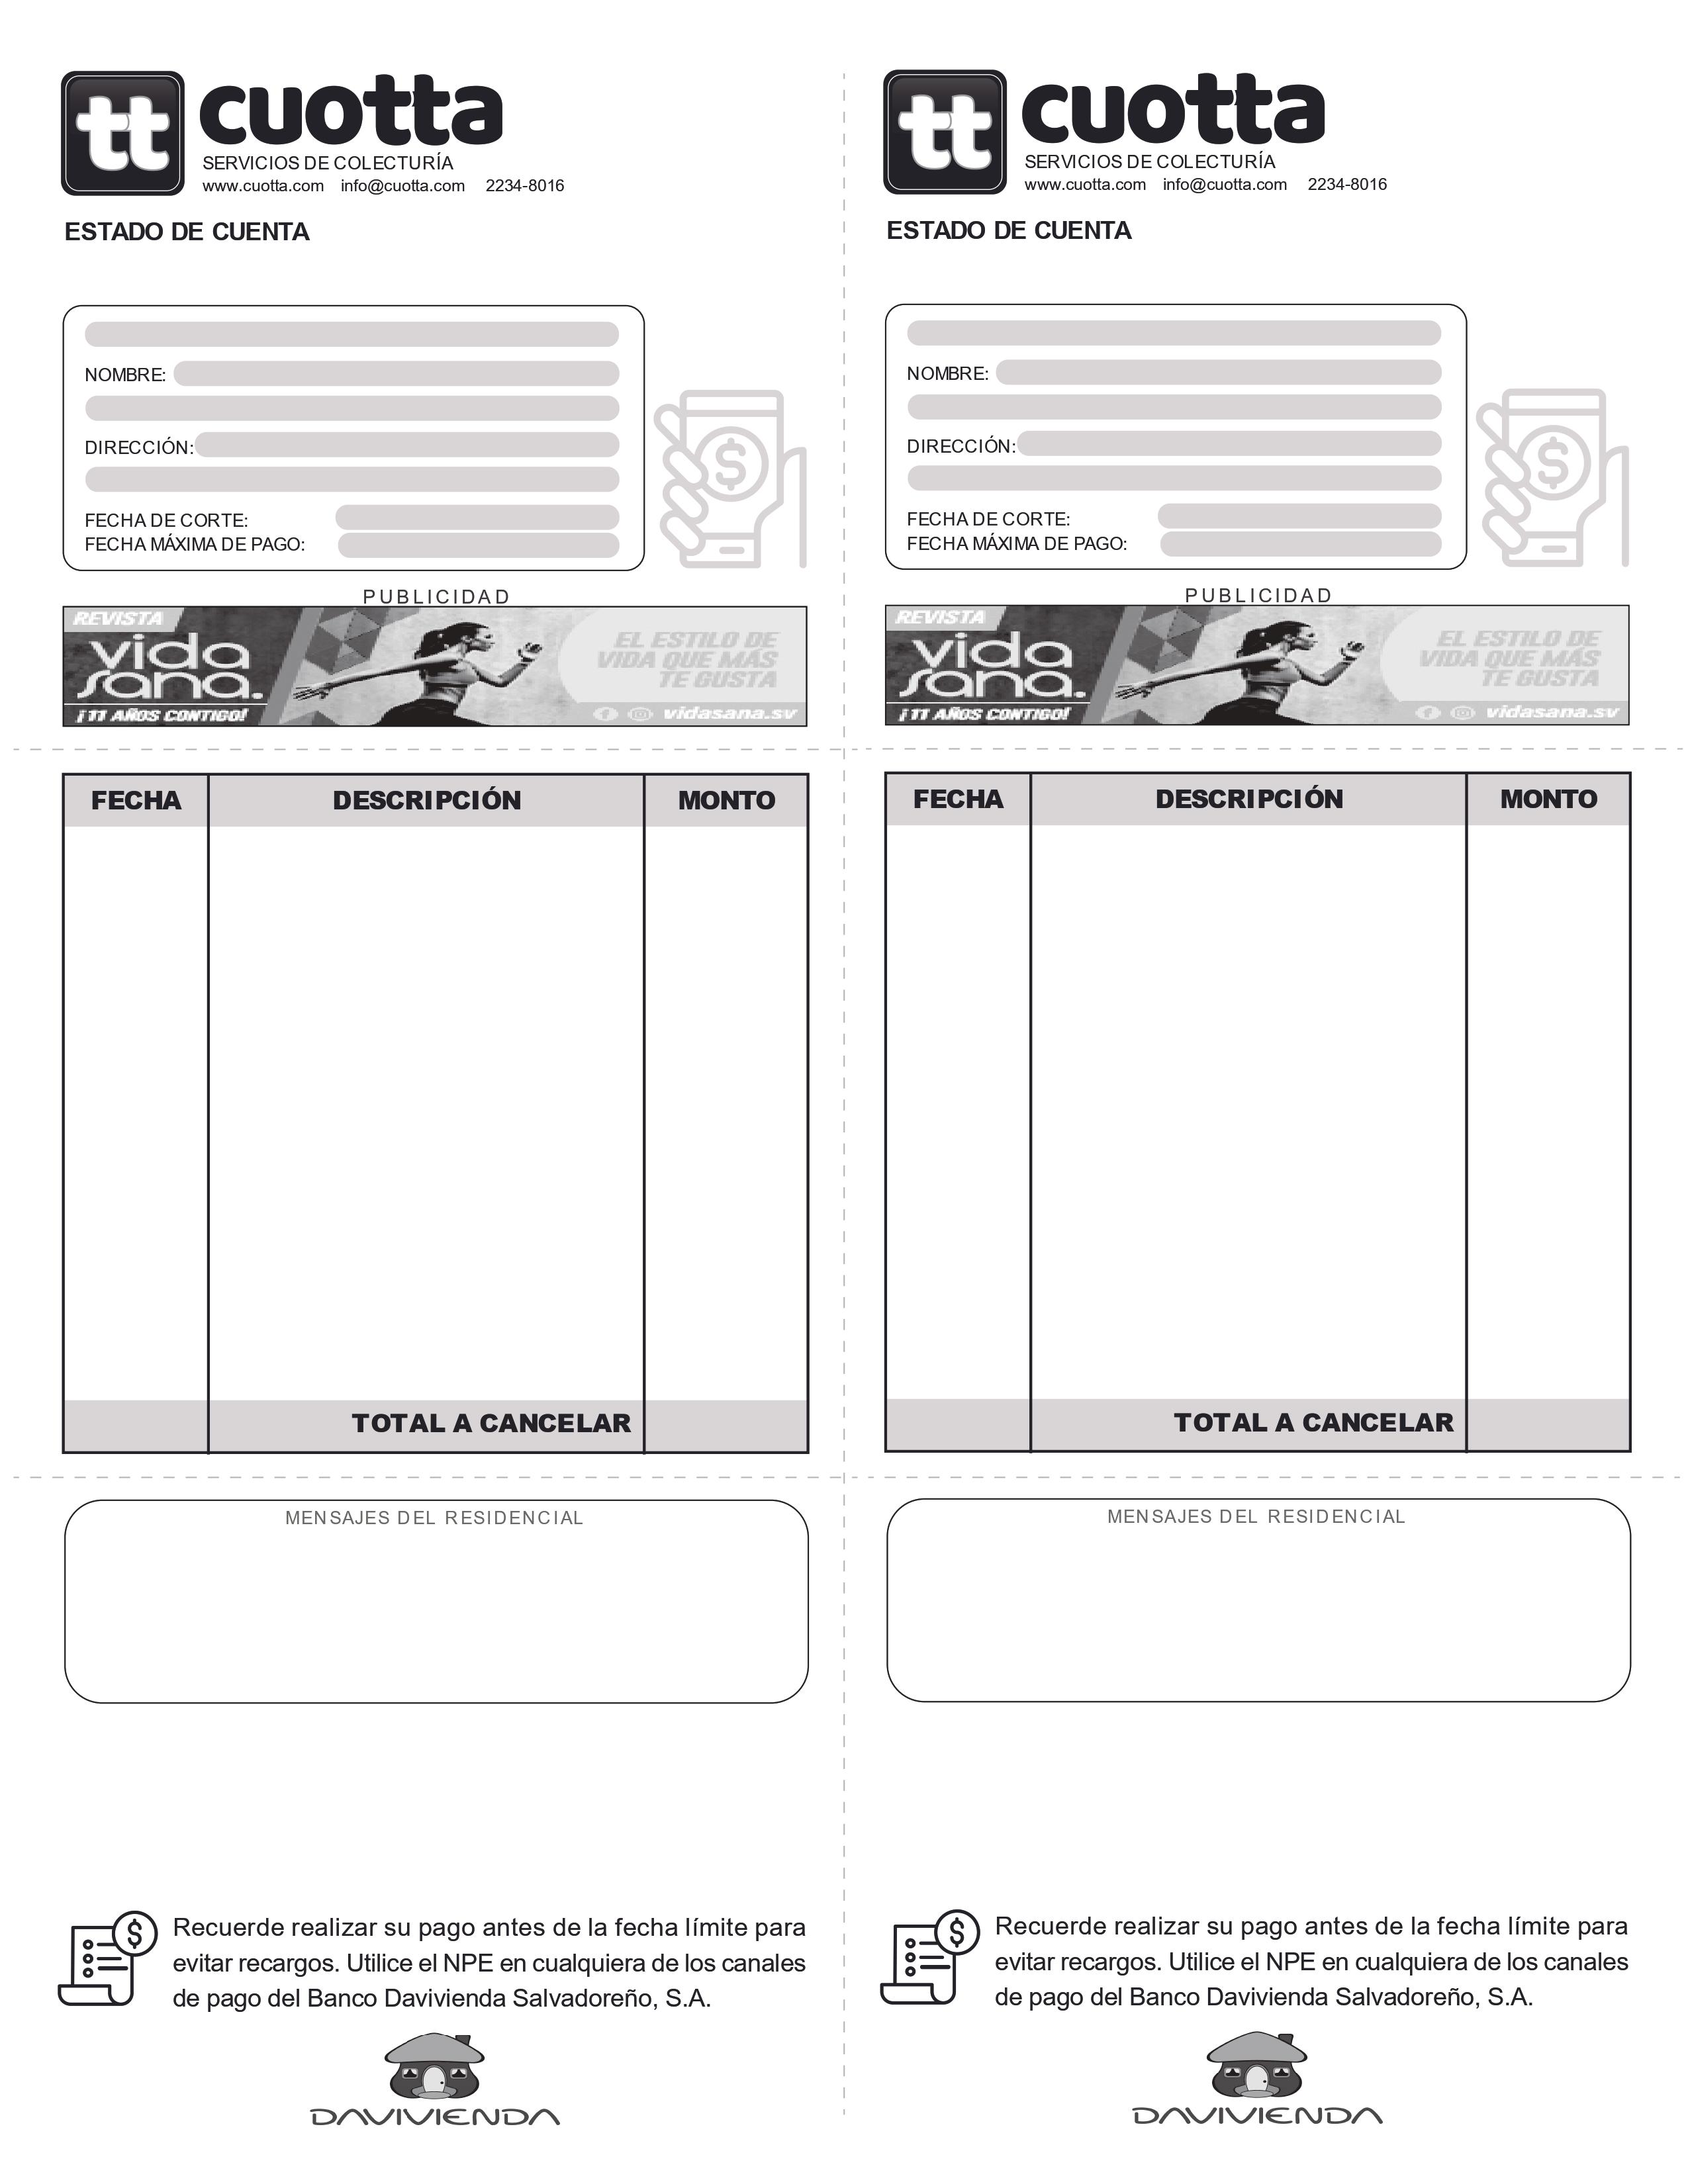 tt cuotta
SERVICIOS DE COLECTURÍA
www.cuotta.com info@cuotta.com 2234-8016
ESTADO DE CUENTA
NOMBRE:
DIRECCIÓN:
FECHA DE CORTE:
FECHA MÁXIMA DE PAGO:
$
PUBLICIDAD
REVISTA
vida
sana.
¡11 AÑOS CONTIGO!
EL ESTILO DE
VIDA QUE MÁS
TE GUSTA
vidasana.sv
FECHA DESCRIPCIÓN MONTO
TOTAL A CANCELAR
MENSAJES DEL RESIDENCIAL
$
Recuerde realizar su pago antes de la fecha límite para
evitar recargos. Utilice el NPE en cualquiera de los canales
de pago del Banco Davivienda Salvadoreño, S.A.
DAVIVIENDA
tt cuotta
SERVICIOS DE COLECTURÍA
www.cuotta.com info@cuotta.com 2234-8016
ESTADO DE CUENTA
NOMBRE:
DIRECCIÓN:
FECHA DE CORTE:
FECHA MÁXIMA DE PAGO:
$
PUBLICIDAD
REVISTA
vida
sana.
¡11 AÑOS CONTIGO!
EL ESTILO DE
VIDA QUE MÁS
TE GUSTA
vidasana.sv
FECHA DESCRIPCIÓN MONTO
TOTAL A CANCELAR
MENSAJES DEL RESIDENCIAL
$
Recuerde realizar su pago antes de la fecha límite para
evitar recargos. Utilice el NPE en cualquiera de los canales
de pago del Banco Davivienda Salvadoreño, S.A.
DAVIVIENDA